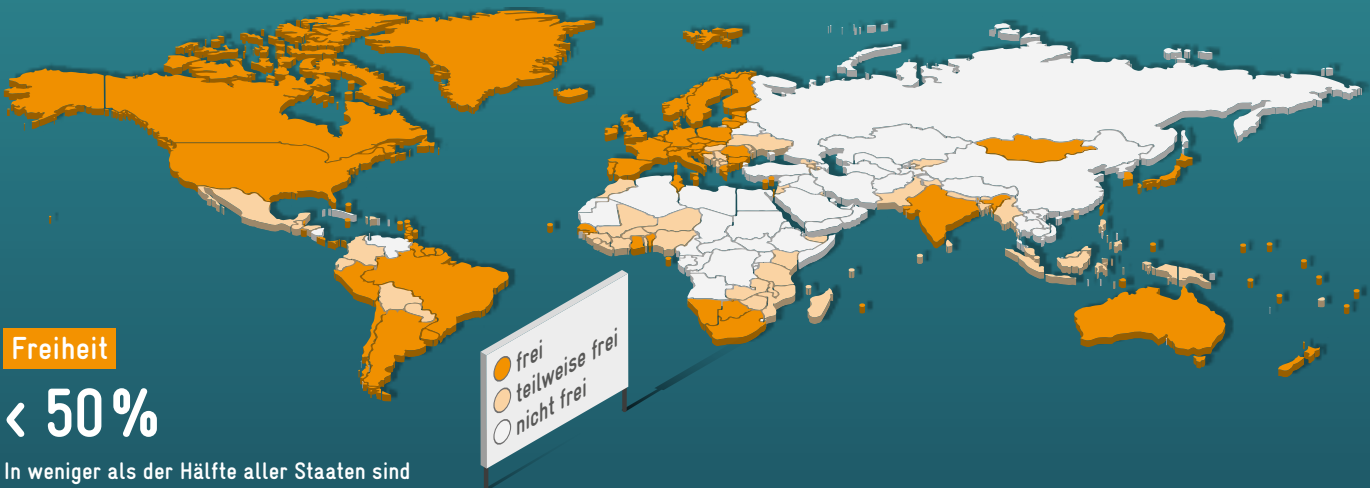 frei
teilweise frei
nicht frei
Freiheit
< 50%
In weniger als der Hälfte aller Staaten sind